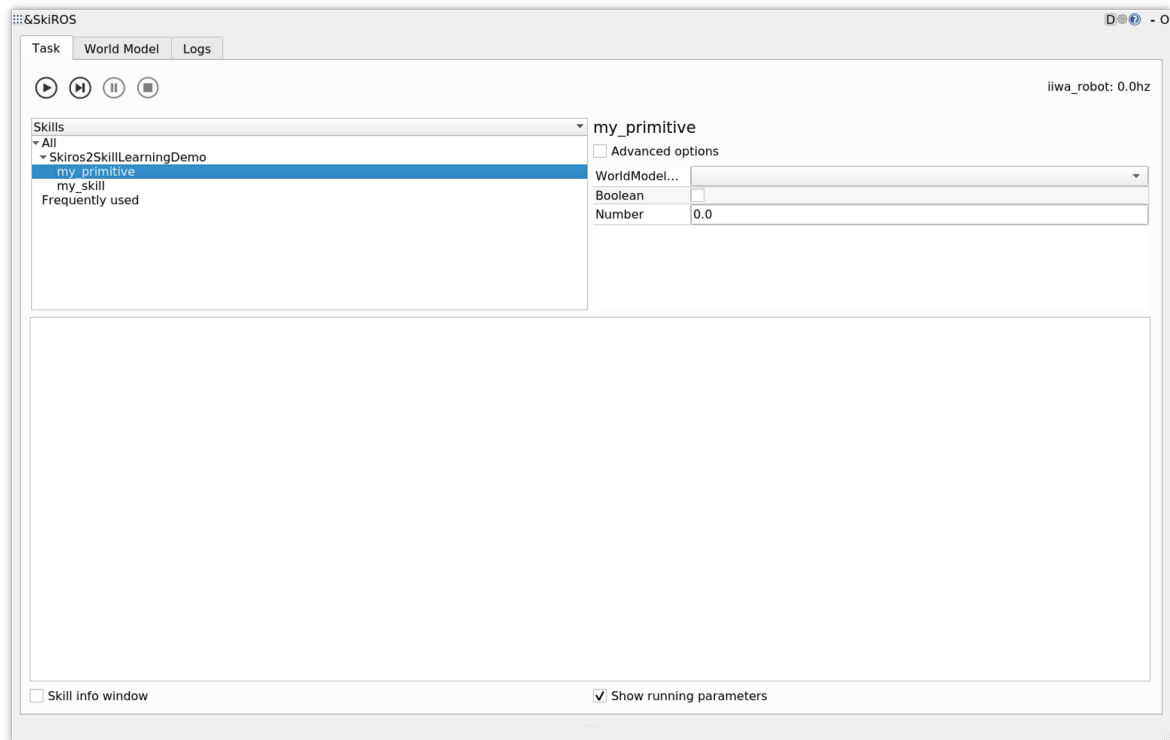 &SkiROS
D
- O
Task World Model Logs
iiwa_robot: 0.0hz
Skills
my_primitive
All
Skiros2SkillLearningDemo
my_primitive
my_skill
Frequently used
Advanced options
WorldModel...
Boolean
Number 0.0
Skill info window
Show running parameters